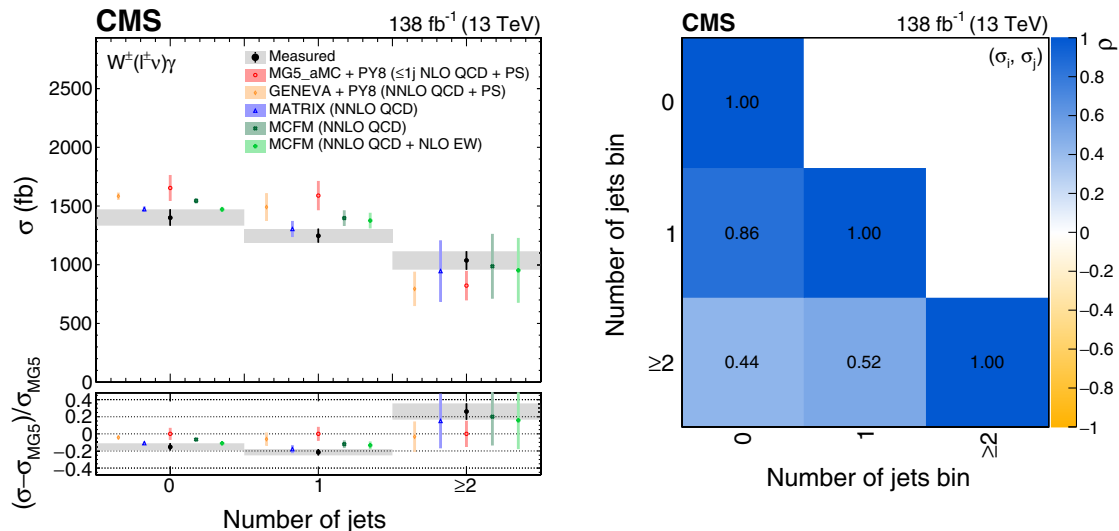 CMS
138 fb⁻¹ (13 TeV)
W±(l±ν)γ
Measured
MG5_aMC + PY8 (≤1j NLO QCD + PS)
GENEVA + PY8 (NNLO QCD + PS)
MATRIX (NNLO QCD)
MCFM (NNLO QCD)
MCFM (NNLO QCD + NLO EW)
σ (fb)
2500
2000
1500
1000
500
0
(σ−σMG5)/σMG5
0.4
0.2
0
−0.2
−0.4
0 1 ≥2
Number of jets
CMS
138 fb⁻¹ (13 TeV)
(σi, σj)
Number of jets bin
0
1
≥2
1.00
0.86 1.00
0.44 0.52 1.00
0 1 ≥2
Number of jets bin
ρ
1
0.8
0.6
0.4
0.2
0
−0.2
−0.4
−0.6
−0.8
−1